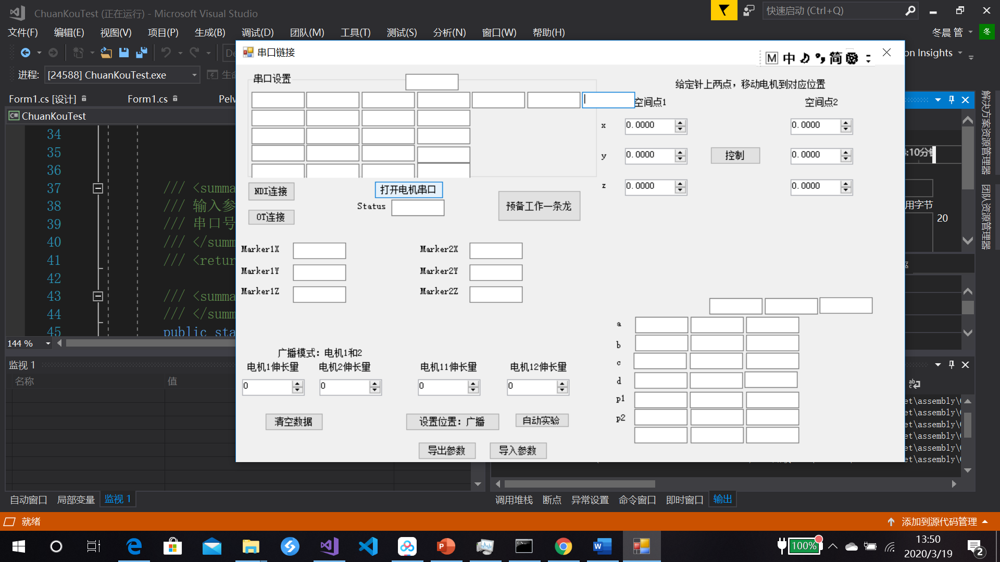 ChuanKouTest (正在运行) - Microsoft Visual Studio
快速启动 (Ctrl+Q)
文件(F) 编辑(E) 视图(V) 项目(P) 生成(B) 调试(D) 团队(M) 工具(T) 测试(S) 分析(N) 窗口(W) 帮助(H)
冬晨 管 冬
De
on Insights
进程: [24588] ChuanKouTest.exe 生命
Form1.cs [设计] Form1.cs Pelv
ChuanKouTest
34
35
36
37 /// <summa
38 /// 输入参
39 /// 串口号
40 /// </summ
41 /// <retur
42
43 /// <summa
44 /// </summ
45 public sta
144 %
串口链接
M 中 简
串口设置
给定针上两点，移动电机到对应位置
空间点1 空间点2
x 0.0000 0.0000
y 0.0000 控制 0.0000
z 0.0000 0.0000
NDI连接 打开电机串口
Status 预备工作一条龙
OT连接
Marker1X Marker2X
Marker1Y Marker2Y
Marker1Z Marker2Z
a
b
c
d
p1
p2
广播模式：电机1和2
电机1伸长量 电机2伸长量 电机11伸长量 电机12伸长量
0 0 0 0
清空数据 设置位置：广播 自动实验
导出参数 导入参数
解决方案资源管理器
团队资源管理器
:10分钟
用字节
20
监视 1
名称 值
et\assembly\
et\assembly\
et\assembly\
et\assembly\
et\assembly\
et\assembly\
自动窗口 局部变量 监视 1
调用堆栈 断点 异常设置 命令窗口 即时窗口 输出
就绪 添加到源代码管理
100%
13:50
2020/3/19
2